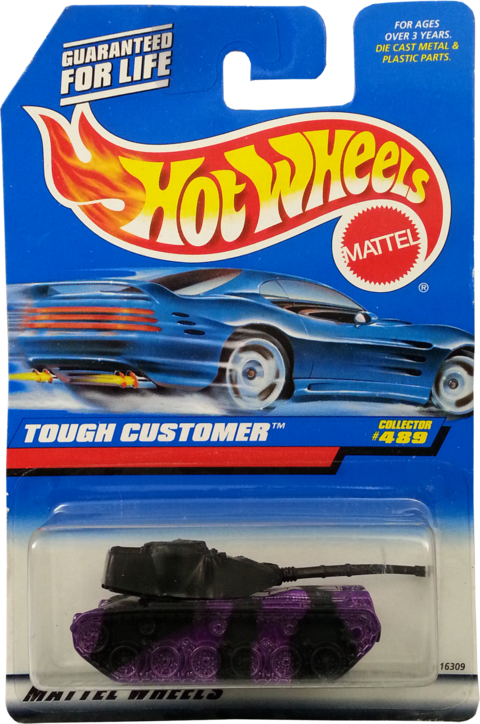 GUARANTEED
FOR LIFE
FOR AGES
OVER 3 YEARS.
DIE CAST METAL &
PLASTIC PARTS.
HOT WHEELS
MATTEL
®
TOUGH CUSTOMER™
COLLECTOR
#489
16309
MATTEL WHEELS